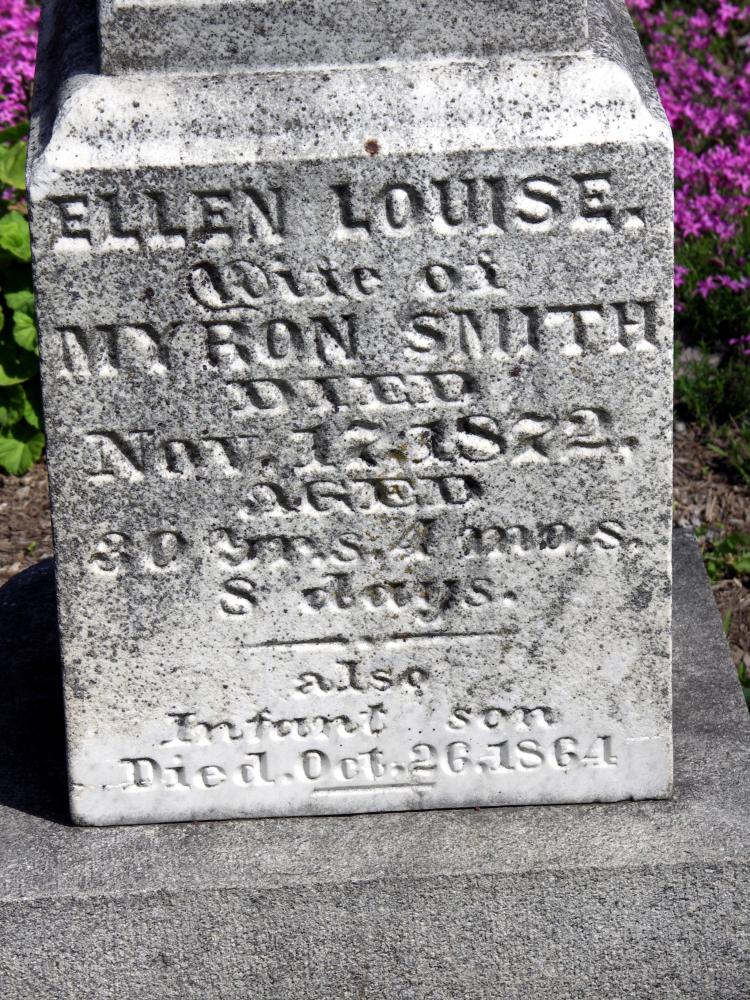 ELLEN LOUISE,
Wife of
MYRON SMITH
DIED
Nov. 17, 1872,
AGED
30 yrs. 4 mo.s.
8 days.
also
Infant son
Died. Oct. 26, 1864